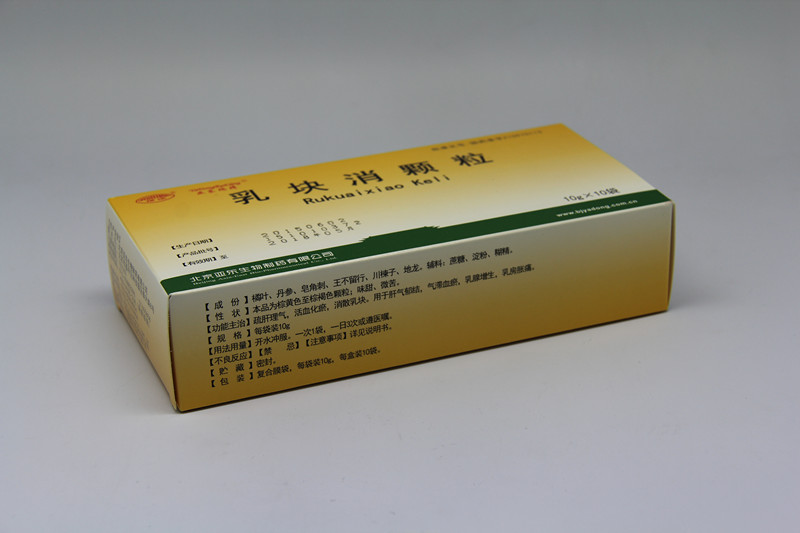 乳块消颗粒
Rukuaixiao Keli
10g×10袋
【生产日期】
【产品批号】
【有效期】至
北京亚东生物制药有限公司
www.bjyadong.com.cn
【成份】橘叶、丹参、皂角刺、王不留行、川楝子、地龙。辅料：蔗糖、淀粉、糊精。
【性状】本品为棕黄色至棕褐色颗粒；味甜、微苦。
【功能主治】疏肝理气，活血化瘀，消散乳块。用于肝气郁结，气滞血瘀，乳腺增生，乳房胀痛。
【规格】每袋装10g
【用法用量】开水冲服。一次1袋，一日3次或遵医嘱。
【不良反应】【禁忌】【注意事项】详见说明书。
【贮藏】密封。
【包装】复合膜袋，每袋装10g，每盒装10袋。